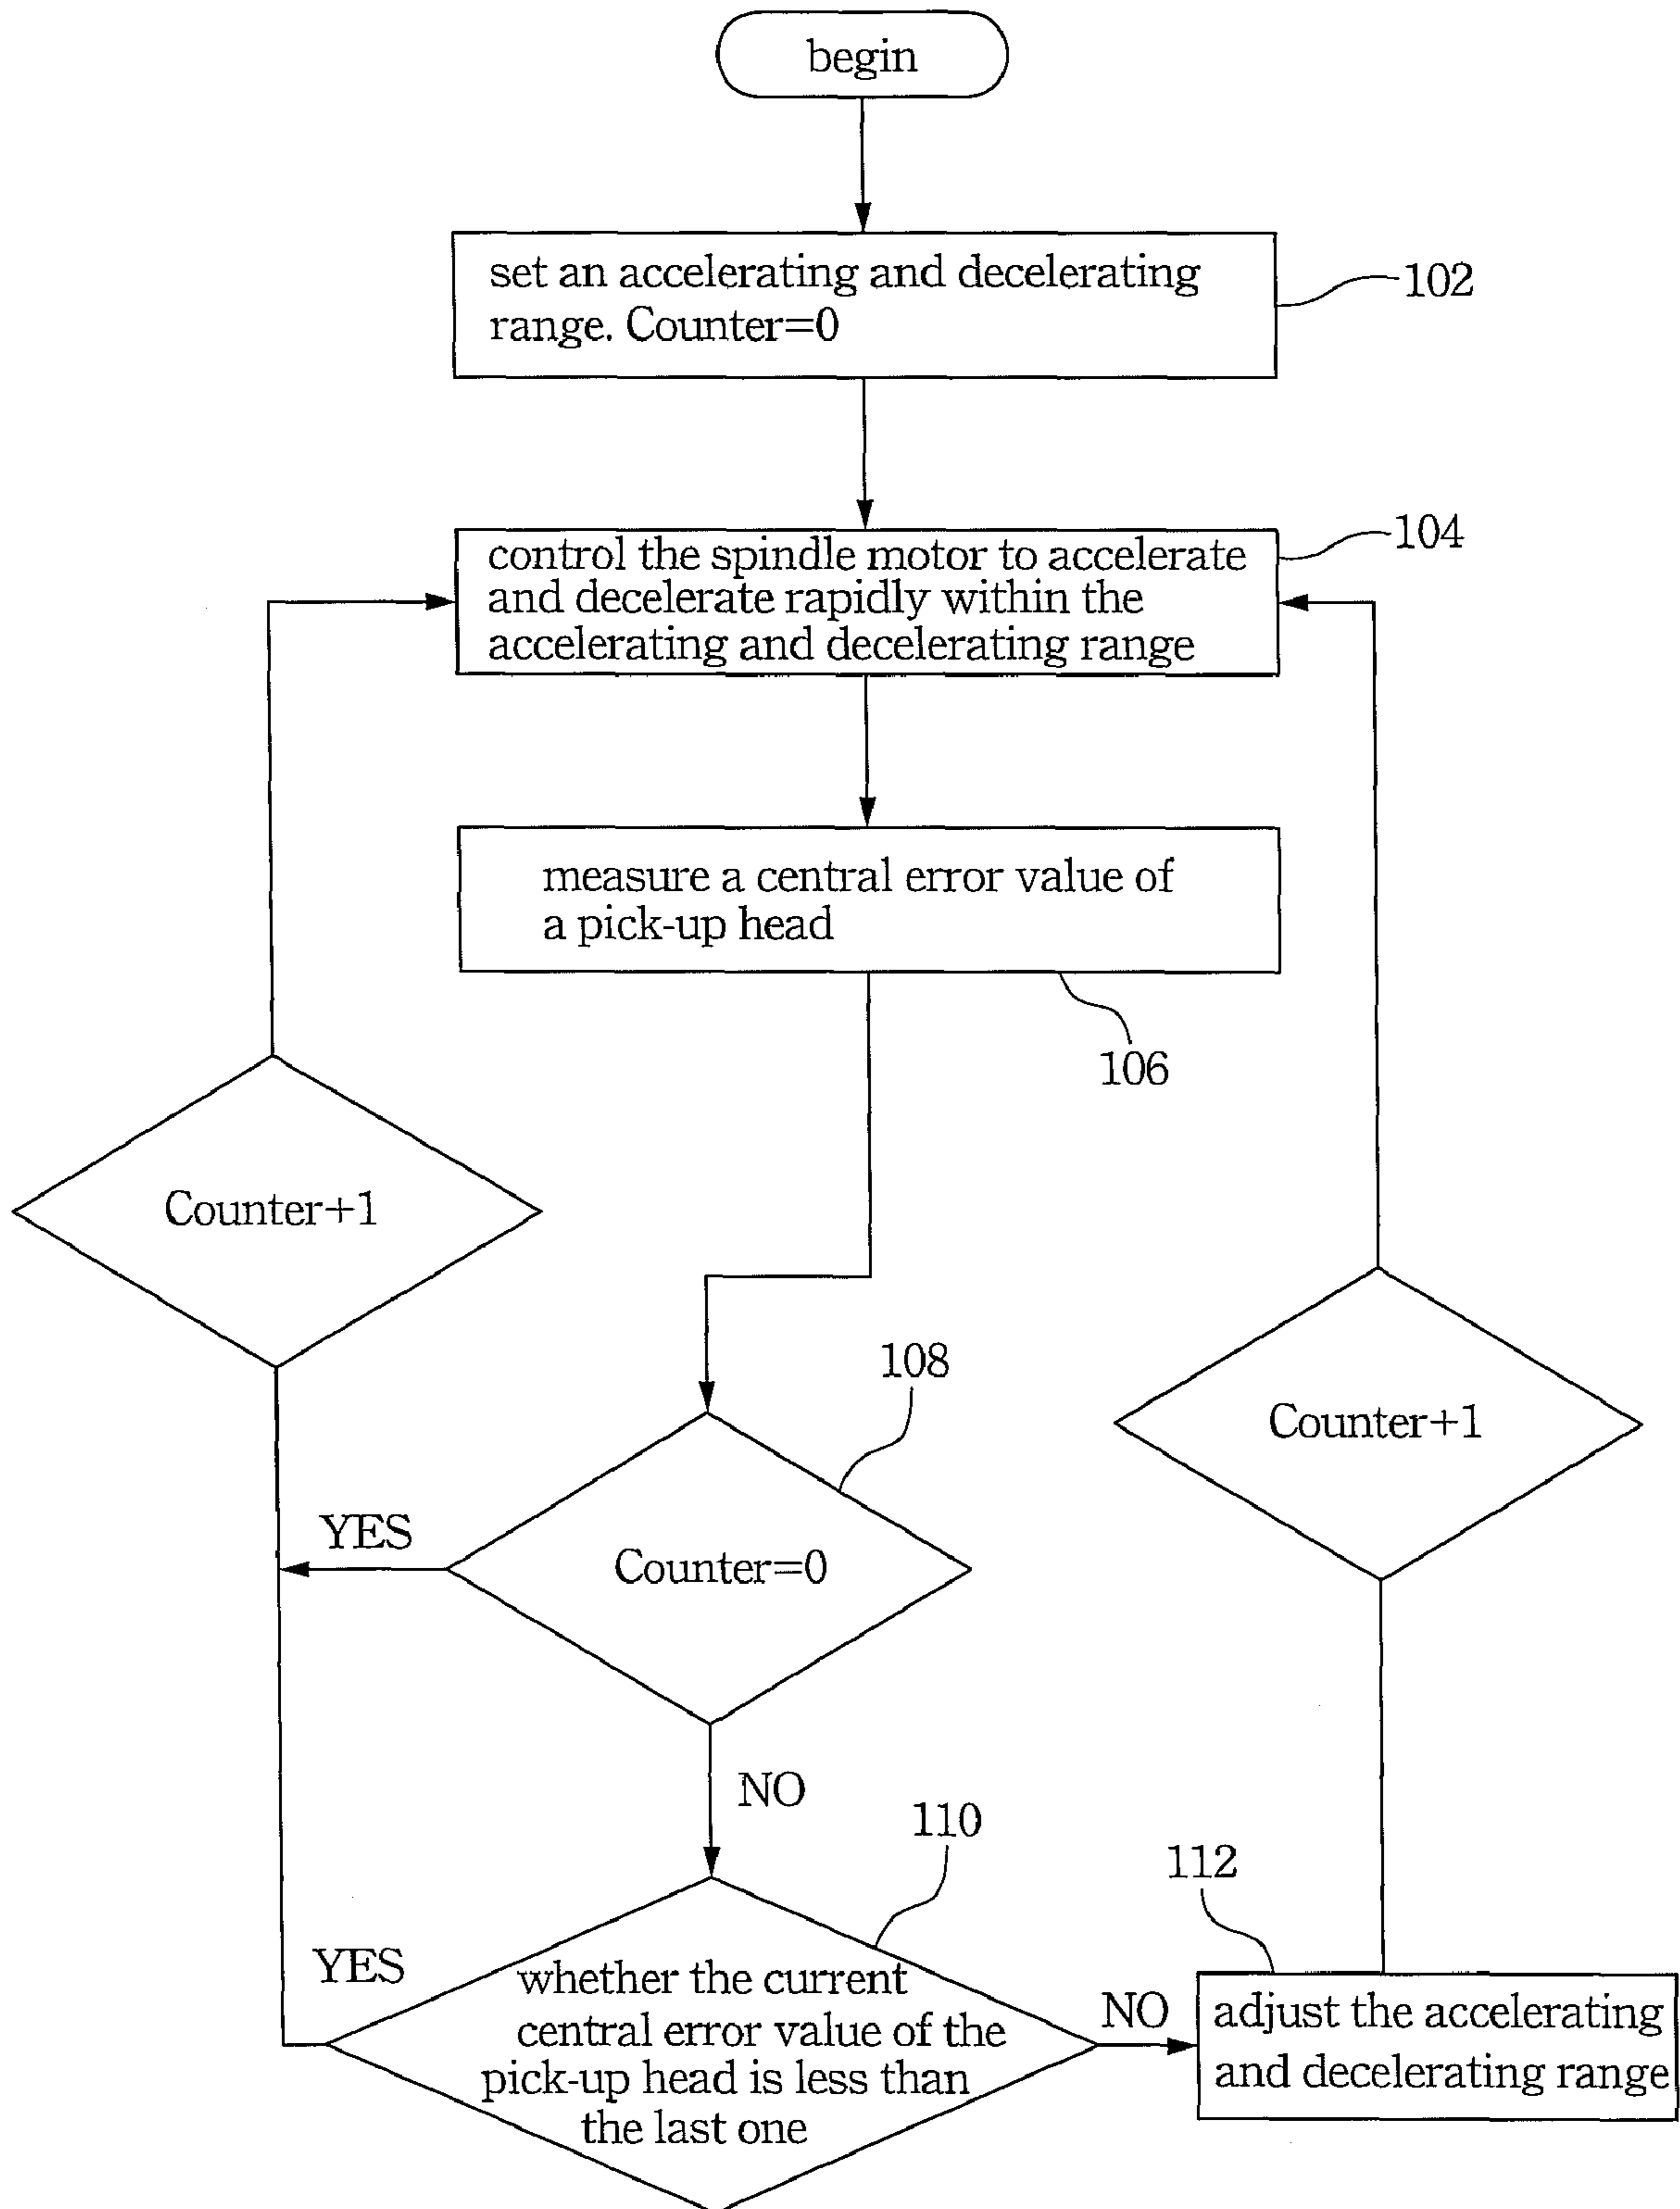 begin
set an accelerating and decelerating
range. Counter=0
102
control the spindle motor to accelerate
and decelerate rapidly within the
accelerating and decelerating range
104
measure a central error value of
a pick-up head
106
Counter+1
108
Counter+1
YES
Counter=0
NO
110
112
YES
whether the current
central error value of the
pick-up head is less than
the last one
NO
adjust the accelerating
and decelerating range